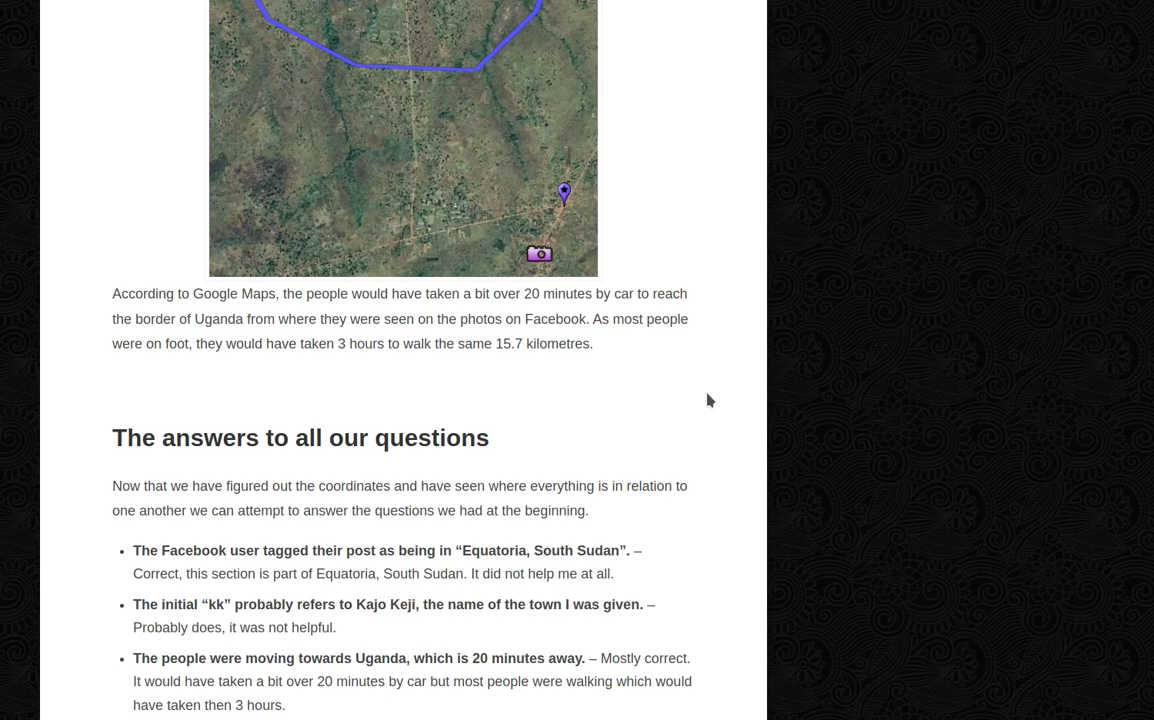 According to Google Maps, the people would have taken a bit over 20 minutes by car to reach
the border of Uganda from where they were seen on the photos on Facebook. As most people
were on foot, they would have taken 3 hours to walk the same 15.7 kilometres.
The answers to all our questions
Now that we have figured out the coordinates and have seen where everything is in relation to
one another we can attempt to answer the questions we had at the beginning.
• The Facebook user tagged their post as being in “Equatoria, South Sudan”. –
Correct, this section is part of Equatoria, South Sudan. It did not help me at all.
• The initial “kk” probably refers to Kajo Keji, the name of the town I was given. –
Probably does, it was not helpful.
• The people were moving towards Uganda, which is 20 minutes away. – Mostly correct.
It would have taken a bit over 20 minutes by car but most people were walking which would
have taken then 3 hours.